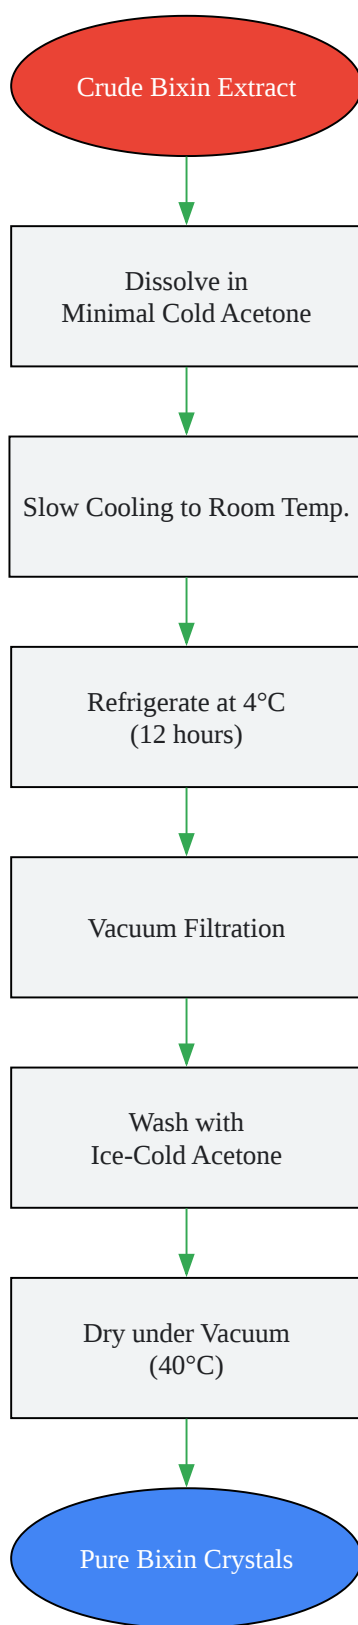 Crude Bixin Extract
Dissolve in
Minimal Cold Acetone
Slow Cooling to Room Temp.
Refrigerate at 4°C
(12 hours)
Vacuum Filtration
Wash with
Ice-Cold Acetone
Dry under Vacuum
(40°C)
Pure Bixin Crystals